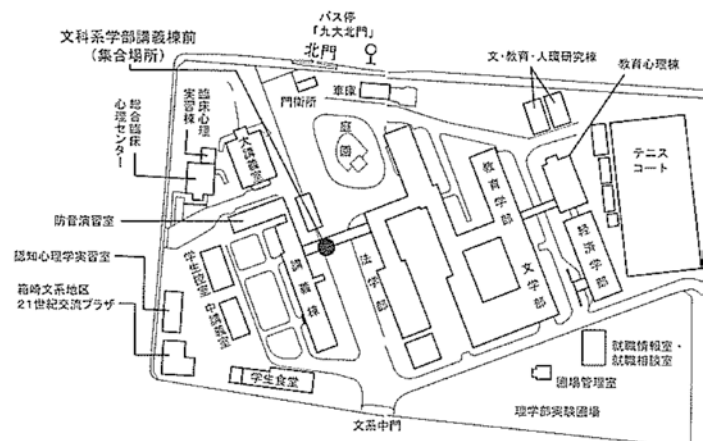 バス停
「九大北門」
文科系学部講義棟前
(集合場所)
北門
文・教育・人環研究棟
教育心理棟
門衛所
車庫
臨床心理
実習棟
総合臨床
心理センター
大講義室
庭園
教育学部
テニス
コート
防音演習室
認知心理学実習室
学生控室
中講義室
講義棟
法学部
文学部
経済学部
箱崎文系地区
21世紀交流プラザ
学生食堂
就職情報室・
就職相談室
圃場管理室
理学部実験圃場
文系中門